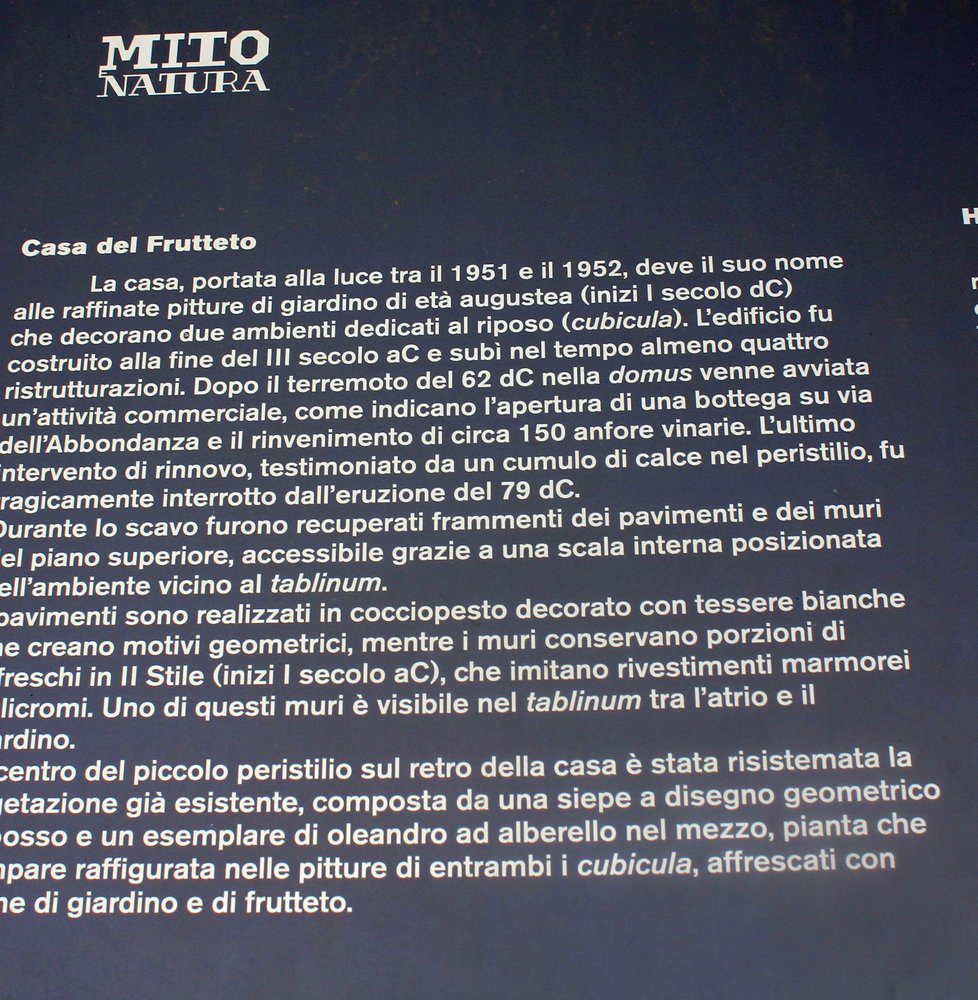 MITO
E NATURA
Casa del Frutteto
La casa, portata alla luce tra il 1951 e il 1952, deve il suo nome
alle raffinate pitture di giardino di età augustea (inizi I secolo dC)
che decorano due ambienti dedicati al riposo (cubicula). L'edificio fu
costruito alla fine del III secolo aC e subì nel tempo almeno quattro
ristrutturazioni. Dopo il terremoto del 62 dC nella domus venne avviata
un'attività commerciale, come indicano l'apertura di una bottega su via
dell'Abbondanza e il rinvenimento di circa 150 anfore vinarie. L'ultimo
intervento di rinnovo, testimoniato da un cumulo di calce nel peristilio, fu
tragicamente interrotto dall'eruzione del 79 dC.
Durante lo scavo furono recuperati frammenti dei pavimenti e dei muri
el piano superiore, accessibile grazie a una scala interna posizionata
ell'ambiente vicino al tablinum.
pavimenti sono realizzati in cocciopesto decorato con tessere bianche
he creano motivi geometrici, mentre i muri conservano porzioni di
freschi in II Stile (inizi I secolo aC), che imitano rivestimenti marmorei
licromi. Uno di questi muri è visibile nel tablinum tra l'atrio e il
rdino.
centro del piccolo peristilio sul retro della casa è stata risistemata la
getazione già esistente, composta da una siepe a disegno geometrico
bosso e un esemplare di oleandro ad alberello nel mezzo, pianta che
mpare raffigurata nelle pitture di entrambi i cubicula, affrescati con
ne di giardino e di frutteto.
H